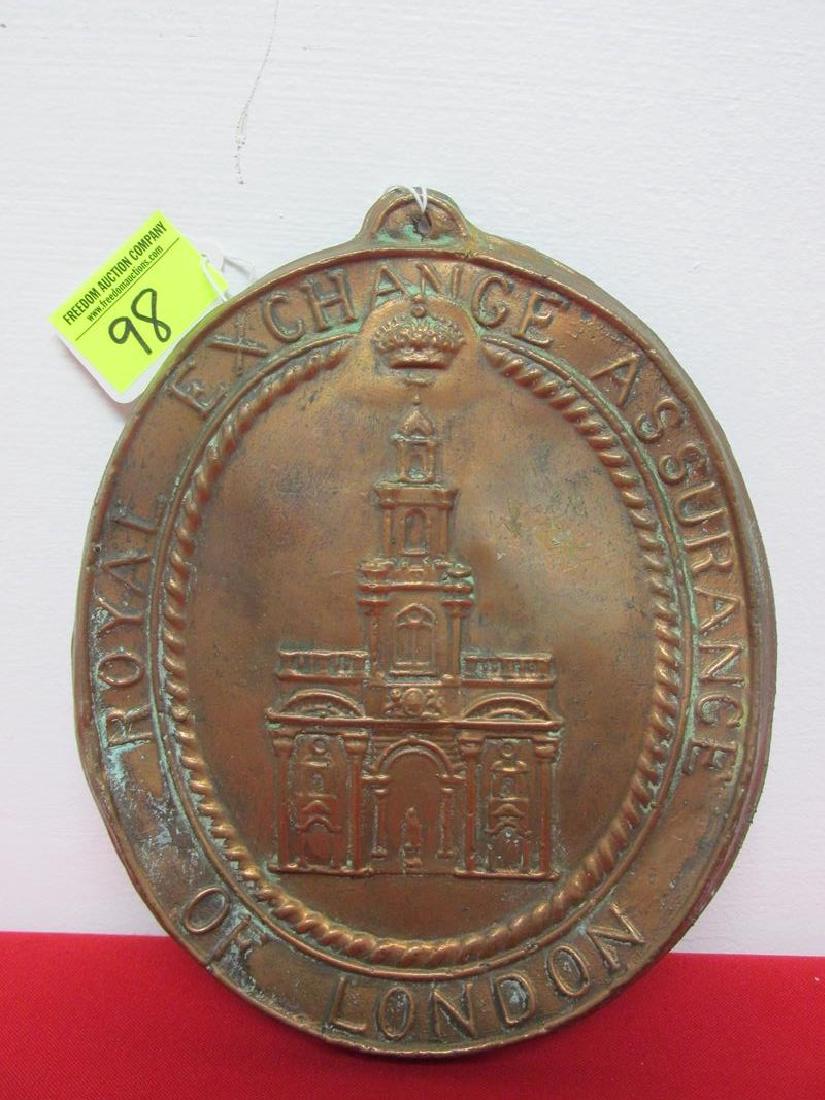 FREEDOM AUCTION COMPANY
www.freedomauctions.com
98
ROYAL EXCHANGE ASSURANCE
OF LONDON